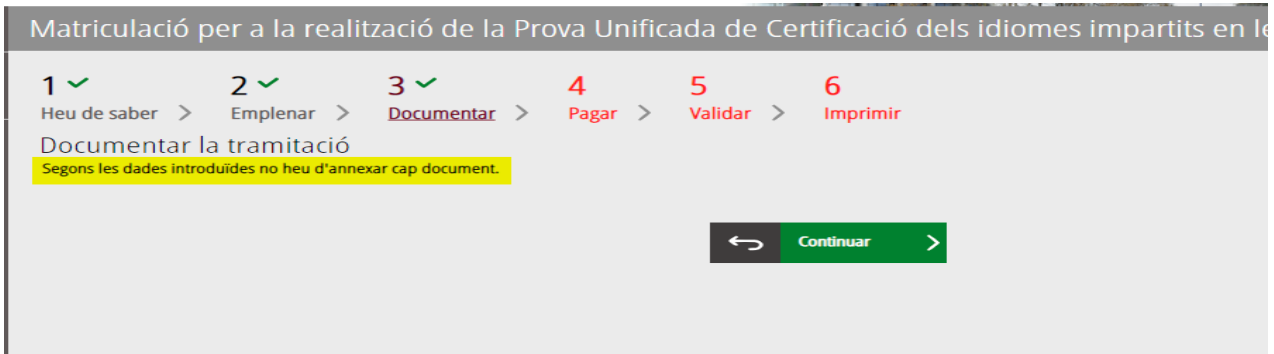 Matriculació per a la realització de la Prova Unificada de Certificació dels idiomes impartits en le
1 2 3 4 5 6
Heu de saber > Emplenar > Documentar > Pagar > Validar > Imprimir
Documentar la tramitació
Segons les dades introduïdes no heu d'annexar cap document.
Continuar >